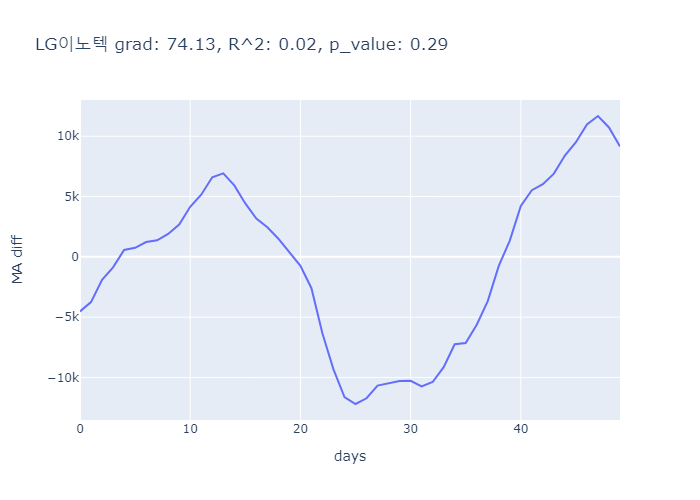 LG이노텍 grad: 74.13, R^2: 0.02, p_value: 0.29
10k
5k
0
−5k
−10k
MA diff
0 10 20 30 40
days